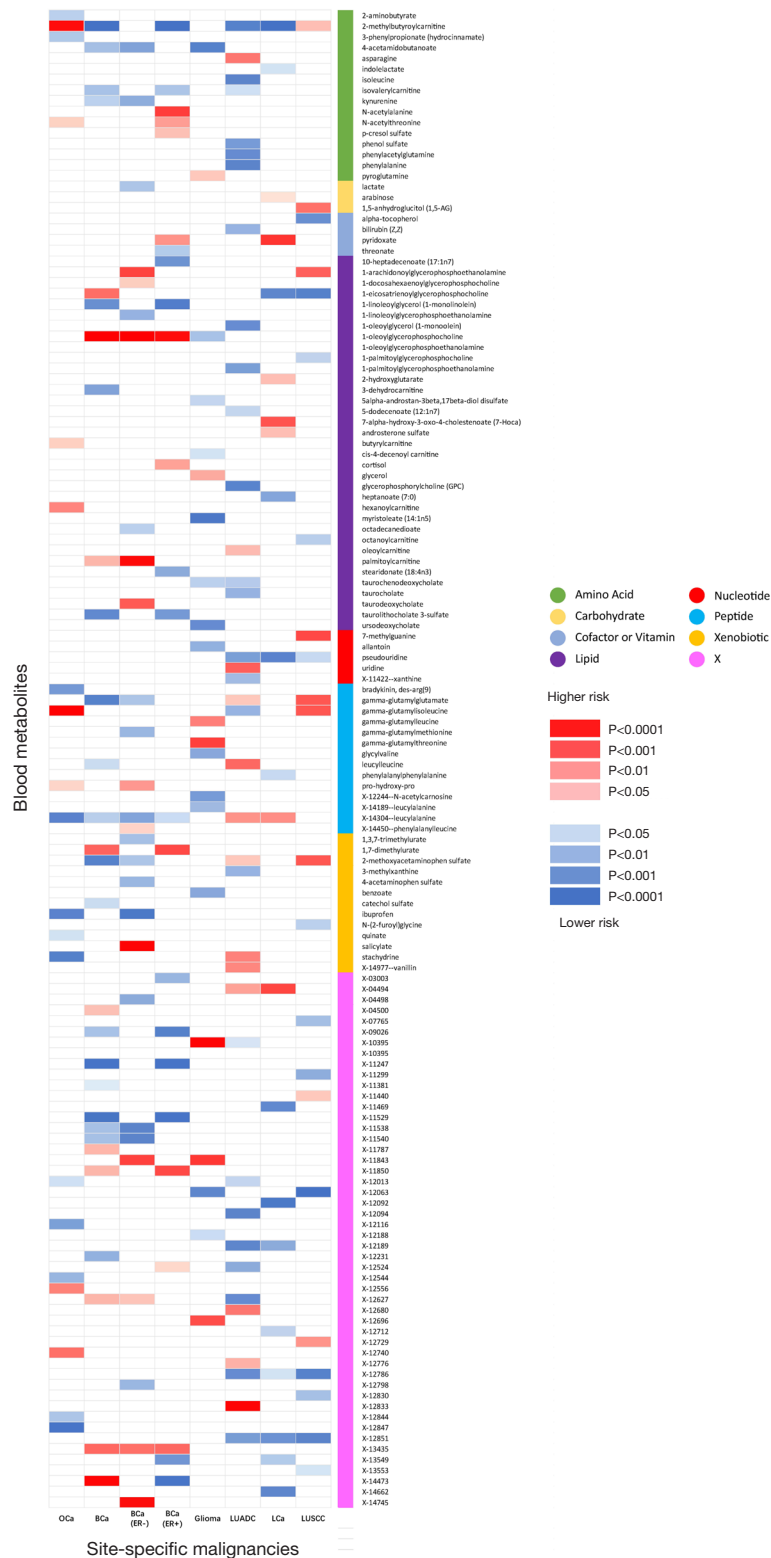 2-aminobutyrate
2-methylbutyroylcarnitine
3-phenylpropionate (hydrocinnamate)
4-acetamidobutanoate
asparagine
indolelactate
isoleucine
isovalerylcarnitine
kynurenine
N-acetylalanine
N-acetylthreonine
p-cresol sulfate
phenol sulfate
phenylacetylglutamine
phenylalanine
pyroglutamine
lactate
arabinose
1,5-anhydroglucitol (1,5-AG)
alpha-tocopherol
bilirubin (Z,Z)
pyridoxate
threonate
10-heptadecenoate (17:1n7)
1-arachidonoylglycerophosphoethanolamine
1-docosahexaenoylglycerophosphocholine
1-eicosatrienoylglycerophosphocholine
1-linoleoylglycerol (1-monolinolein)
1-linoleoylglycerophosphoethanolamine
1-oleoylglycerol (1-monoolein)
1-oleoylglycerophosphocholine
1-oleoylglycerophosphoethanolamine
1-palmitoylglycerophosphocholine
1-palmitoylglycerophosphoethanolamine
2-hydroxyglutarate
3-dehydrocarnitine
5alpha-androstan-3beta,17beta-diol disulfate
5-dodecenoate (12:1n7)
7-alpha-hydroxy-3-oxo-4-cholestenoate (7-Hoca)
androsterone sulfate
butyrylcarnitine
cis-4-decenoyl carnitine
cortisol
glycerol
glycerophosphorylcholine (GPC)
heptanoate (7:0)
hexanoylcarnitine
myristoleate (14:1n5)
octadecanedioate
octanoylcarnitine
oleoylcarnitine
palmitoylcarnitine
stearidonate (18:4n3)
taurochenodeoxycholate
taurocholate
taurodeoxycholate
taurolithocholate 3-sulfate
ursodeoxycholate
7-methylguanine
allantoin
pseudouridine
uridine
X-11422--xanthine
bradykinin, des-arg(9)
gamma-glutamylglutamate
gamma-glutamylisoleucine
gamma-glutamylleucine
gamma-glutamylmethionine
gamma-glutamylthreonine
glycylvaline
leucylleucine
phenylalanylphenylalanine
pro-hydroxy-pro
X-12244--N-acetylcarnosine
X-14189--leucylalanine
X-14304--leucylalanine
X-14450--phenylalanylleucine
1,3,7-trimethylurate
1,7-dimethylurate
2-methoxyacetaminophen sulfate
3-methylxanthine
4-acetaminophen sulfate
benzoate
catechol sulfate
ibuprofen
N-(2-furoyl)glycine
quinate
salicylate
stachydrine
X-14977--vanillin
X-03003
X-04494
X-04498
X-04500
X-07765
X-09026
X-10395
X-10395
X-11247
X-11299
X-11381
X-11440
X-11469
X-11529
X-11538
X-11540
X-11787
X-11843
X-11850
X-12013
X-12063
X-12092
X-12094
X-12116
X-12188
X-12189
X-12231
X-12524
X-12544
X-12556
X-12627
X-12680
X-12696
X-12712
X-12729
X-12740
X-12776
X-12786
X-12798
X-12830
X-12833
X-12844
X-12847
X-12851
X-13435
X-13549
X-13553
X-14473
X-14662
X-14745
Blood metabolites
OCa BCa BCa (ER-) BCa (ER+) Glioma LUADC LCa LUSCC
Site-specific malignancies
Amino Acid
Carbohydrate
Cofactor or Vitamin
Lipid
Nucleotide
Peptide
Xenobiotic
X
Higher risk
P<0.0001
P<0.001
P<0.01
P<0.05
P<0.05
P<0.01
P<0.001
P<0.0001
Lower risk